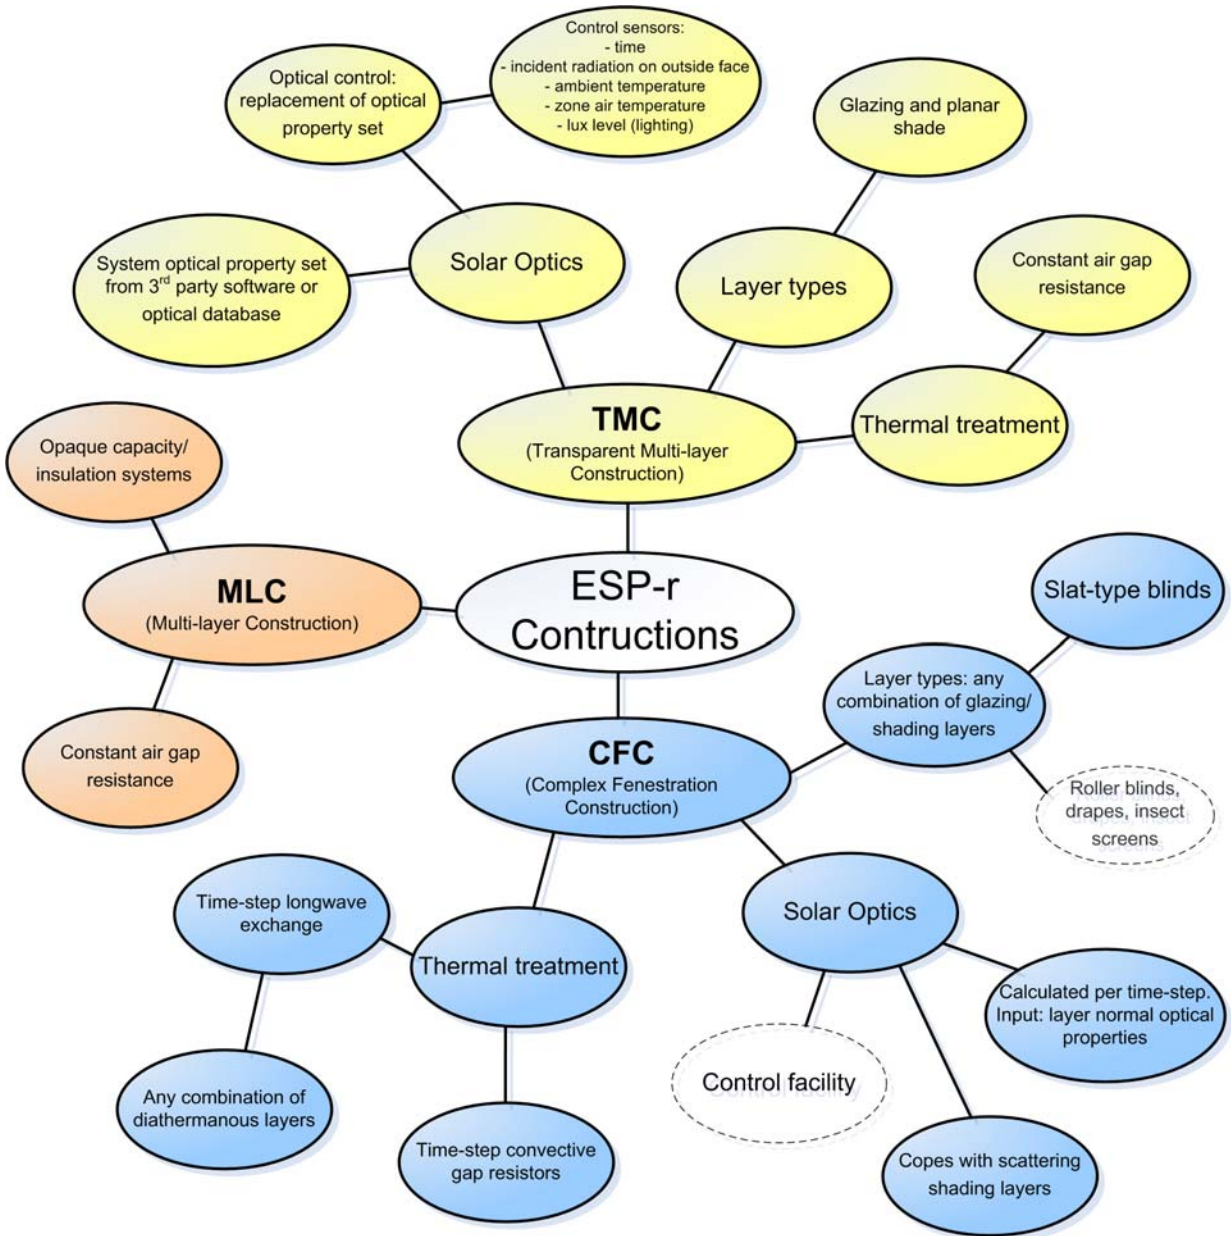 Control sensors:
- time
- incident radiation on outside face
- ambient temperature
- zone air temperature
- lux level (lighting)
Optical control:
replacement of optical
property set
Glazing and planar
shade
System optical property set
from 3rd party software or
optical database
Solar Optics
Layer types
Constant air gap
resistance
TMC
(Transparent Multi-layer
Construction)
Thermal treatment
Opaque capacity/
insulation systems
MLC
(Multi-layer Construction)
Constant air gap
resistance
ESP-r
Contructions
CFC
(Complex Fenestration
Construction)
Slat-type blinds
Layer types: any
combination of glazing/
shading layers
Roller blinds,
drapes, insect
screens
Time-step longwave
exchange
Thermal treatment
Any combination of
diathermanous layers
Time-step convective
gap resistors
Solar Optics
Calculated per time-step.
Input: layer normal optical
properties
Control facility
Copes with scattering
shading layers